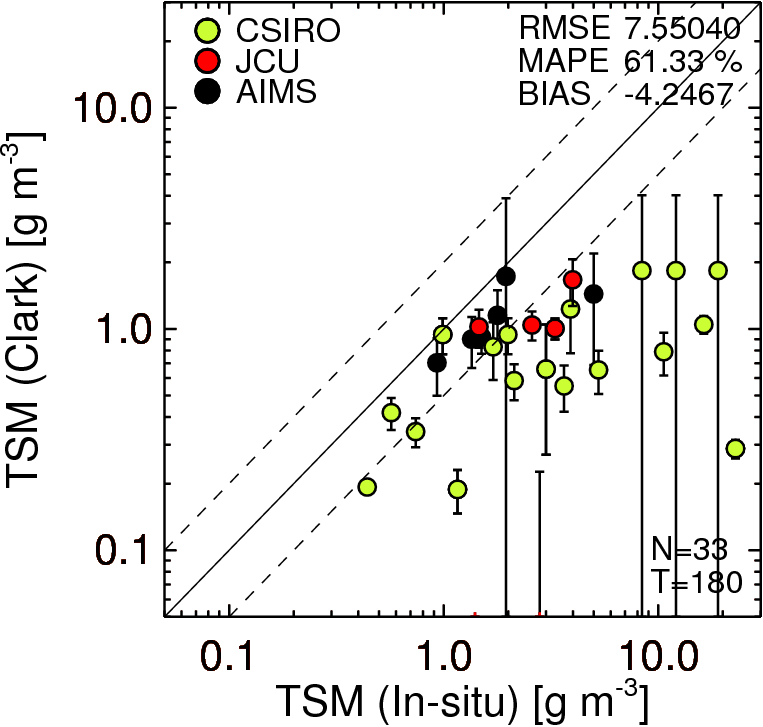 CSIRO
JCU
AIMS
RMSE 7.55040
MAPE 61.33 %
BIAS -4.2467
10.0
1.0
0.1
TSM (Clark) [g m-3]
N=33
T=180
0.1 1.0 10.0
TSM (In-situ) [g m-3]